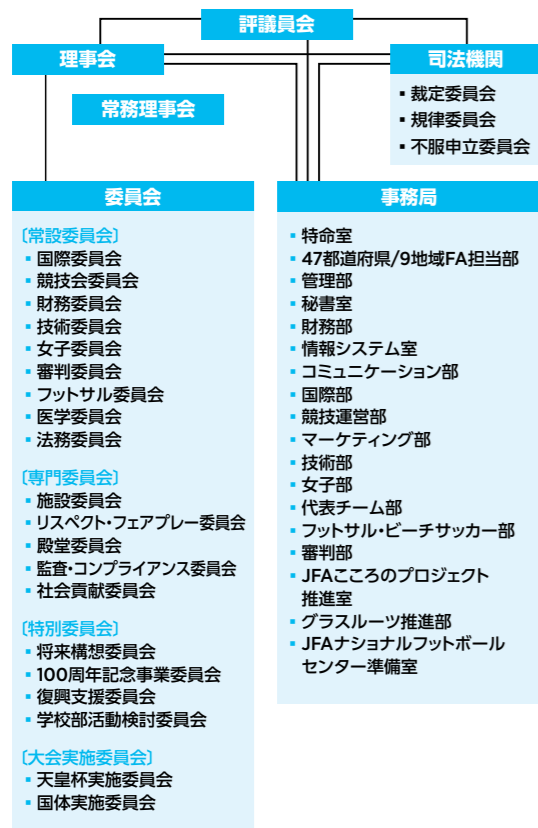 評議員会
理事会
司法機関
常務理事会
▪ 裁定委員会
▪ 規律委員会
▪ 不服申立委員会
委員会
〔常設委員会〕
▪ 国際委員会
▪ 競技会委員会
▪ 財務委員会
▪ 技術委員会
▪ 女子委員会
▪ 審判委員会
▪ フットサル委員会
▪ 医学委員会
▪ 法務委員会
〔専門委員会〕
▪ 施設委員会
▪ リスペクト・フェアプレー委員会
▪ 殿堂委員会
▪ 監査・コンプライアンス委員会
▪ 社会貢献委員会
〔特別委員会〕
▪ 将来構想委員会
▪ 100周年記念事業委員会
▪ 復興支援委員会
▪ 学校部活動検討委員会
〔大会実施委員会〕
▪ 天皇杯実施委員会
▪ 国体実施委員会
事務局
▪ 特命室
▪ 47都道府県/9地域FA担当部
▪ 管理部
▪ 秘書室
▪ 財務部
▪ 情報システム室
▪ コミュニケーション部
▪ 国際部
▪ 競技運営部
▪ マーケティング部
▪ 技術部
▪ 女子部
▪ 代表チーム部
▪ フットサル・ビーチサッカー部
▪ 審判部
▪ JFAこころのプロジェクト
推進室
▪ グラスルーツ推進部
▪ JFAナショナルフットボール
センター準備室